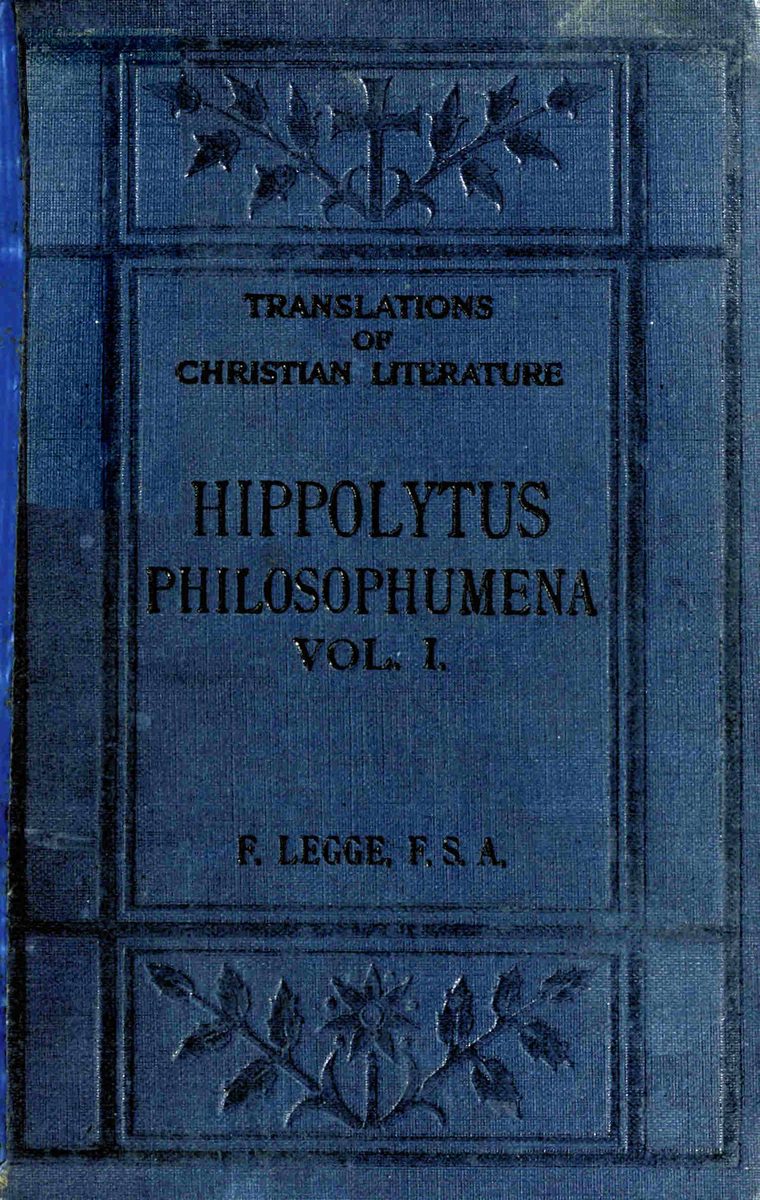 TRANSLATIONS
OF
CHRISTIAN LITERATURE
HIPPOLYTUS
PHILOSOPHUMENA
VOL. I.
F. LEGGE, F. S. A.